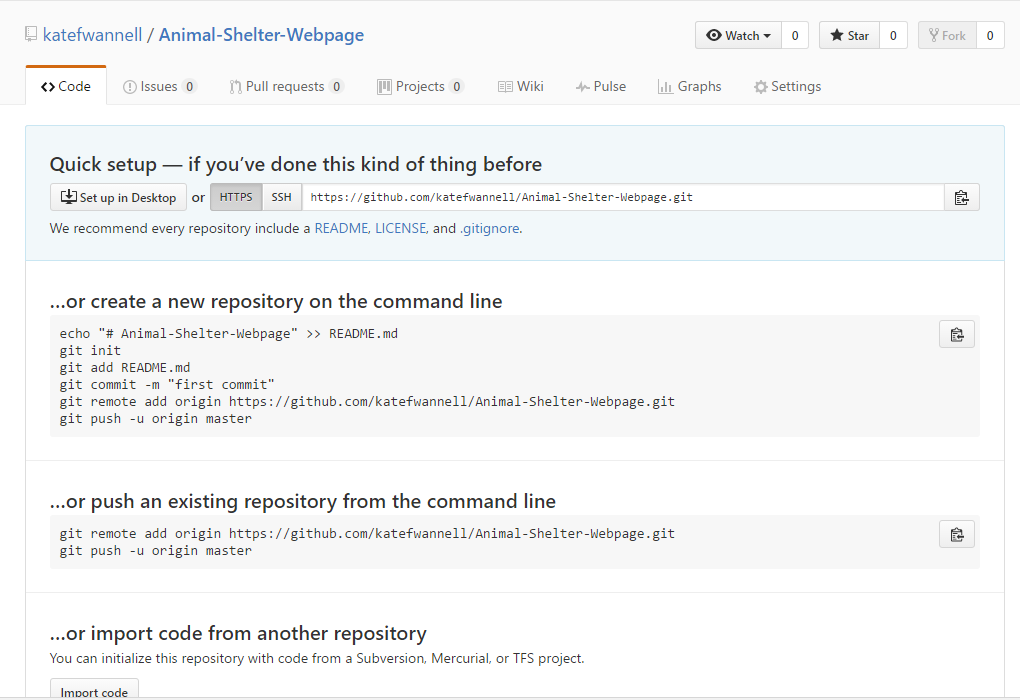 katefwannell / Animal-Shelter-Webpage
Watch 0 Star 0 Fork 0
Code Issues 0 Pull requests 0 Projects 0 Wiki Pulse Graphs Settings
Quick setup — if you’ve done this kind of thing before
Set up in Desktop or HTTPS SSH https://github.com/katefwannell/Animal-Shelter-Webpage.git
We recommend every repository include a README, LICENSE, and .gitignore.
…or create a new repository on the command line
echo "# Animal-Shelter-Webpage" >> README.md
git init
git add README.md
git commit -m "first commit"
git remote add origin https://github.com/katefwannell/Animal-Shelter-Webpage.git
git push -u origin master
…or push an existing repository from the command line
git remote add origin https://github.com/katefwannell/Animal-Shelter-Webpage.git
git push -u origin master
…or import code from another repository
You can initialize this repository with code from a Subversion, Mercurial, or TFS project.
Import code